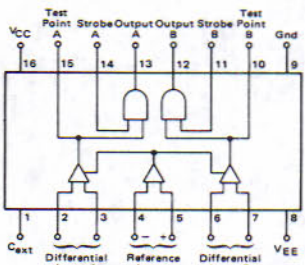 Test Test
Point Strobe Output Output Strobe Point
VCC A A A B B B Gnd
16 15 14 13 12 11 10 9
1 2 3 4 5 6 7 8
− +
Cext Differential Reference Differential VEE